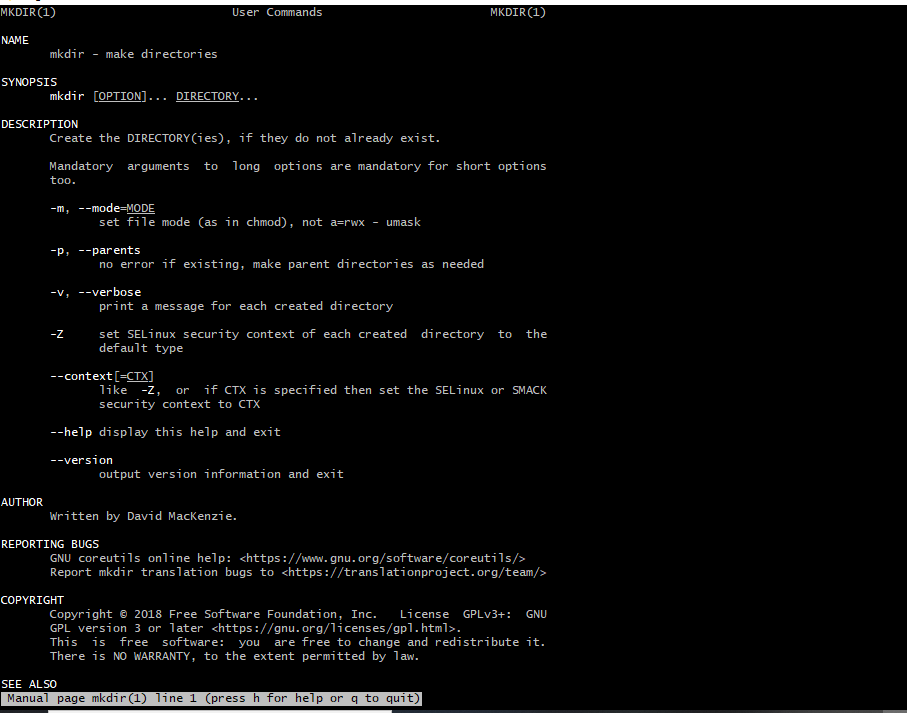 MKDIR(1) User Commands MKDIR(1)
NAME
mkdir - make directories
SYNOPSIS
mkdir [OPTION]... DIRECTORY...
DESCRIPTION
Create the DIRECTORY(ies), if they do not already exist.
Mandatory arguments to long options are mandatory for short options
too.
-m, --mode=MODE
set file mode (as in chmod), not a=rwx - umask
-p, --parents
no error if existing, make parent directories as needed
-v, --verbose
print a message for each created directory
-Z set SELinux security context of each created directory to the
default type
--context[=CTX]
like -Z, or if CTX is specified then set the SELinux or SMACK
security context to CTX
--help display this help and exit
--version
output version information and exit
AUTHOR
Written by David MacKenzie.
REPORTING BUGS
GNU coreutils online help: <https://www.gnu.org/software/coreutils/>
Report mkdir translation bugs to <https://translationproject.org/team/>
COPYRIGHT
Copyright © 2018 Free Software Foundation, Inc. License GPLv3+: GNU
GPL version 3 or later <https://gnu.org/licenses/gpl.html>.
This is free software: you are free to change and redistribute it.
There is NO WARRANTY, to the extent permitted by law.
SEE ALSO
Manual page mkdir(1) line 1 (press h for help or q to quit)